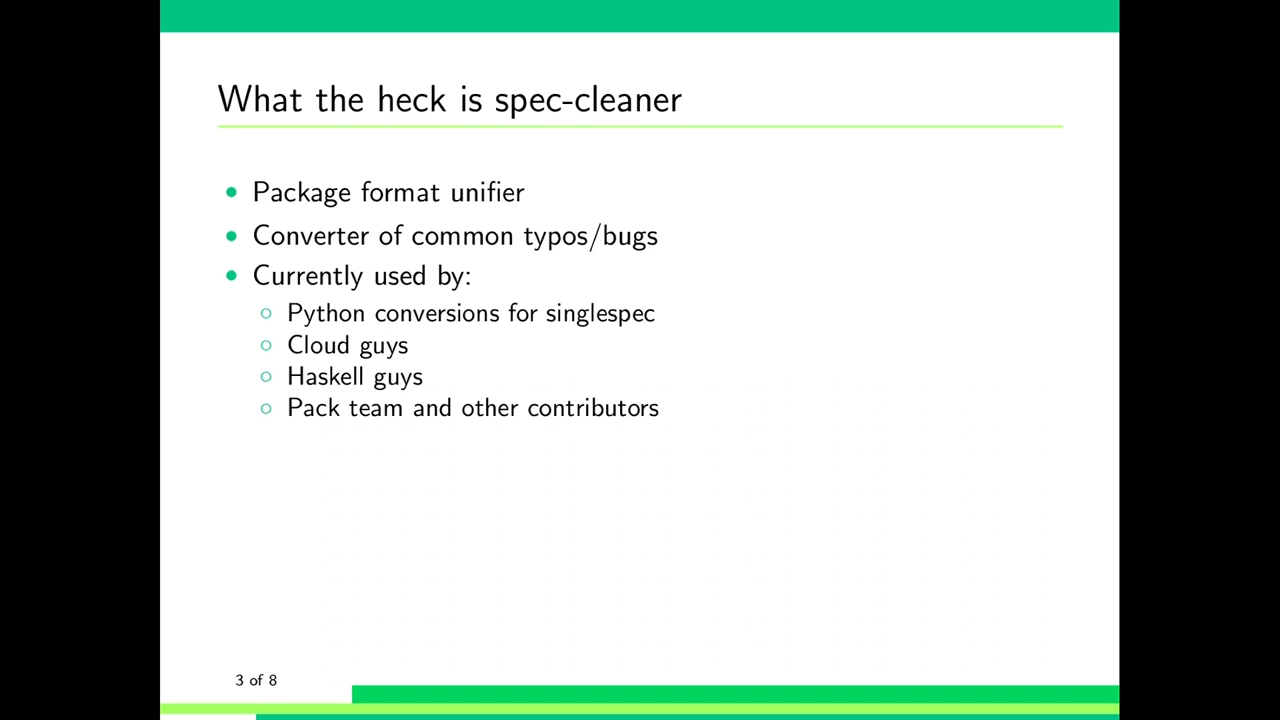 What the heck is spec-cleaner
Package format unifier
Converter of common typos/bugs
Currently used by:
Python conversions for singlespec
Cloud guys
Haskell guys
Pack team and other contributors
3 of 8